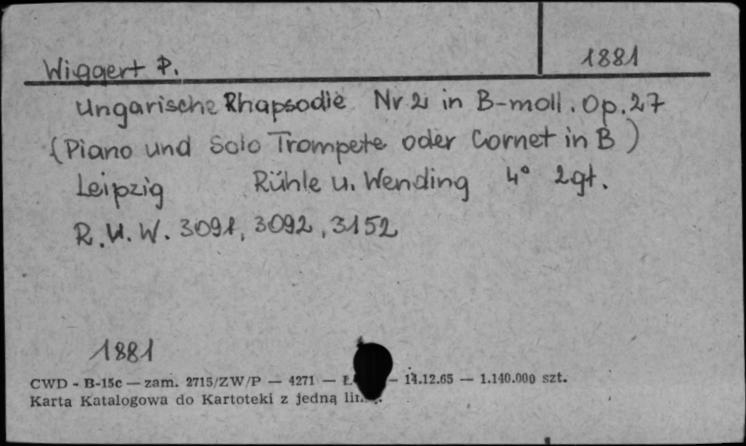 Wiggert P. 1881
Ungarische Rhapsodie Nr 2 in B-moll. Op. 27
(Piano und Solo Trompete oder Cornet in B)
Leipzig Rühle u. Wending 4° 2gt.
R.U.W. 3091, 3092, 3152
1881
CWD - B-15c — zam. 2715/ZW/P — 4271 — — 14.12.65 — 1.140.000 szt.
Karta Katalogowa do Kartoteki z jedną